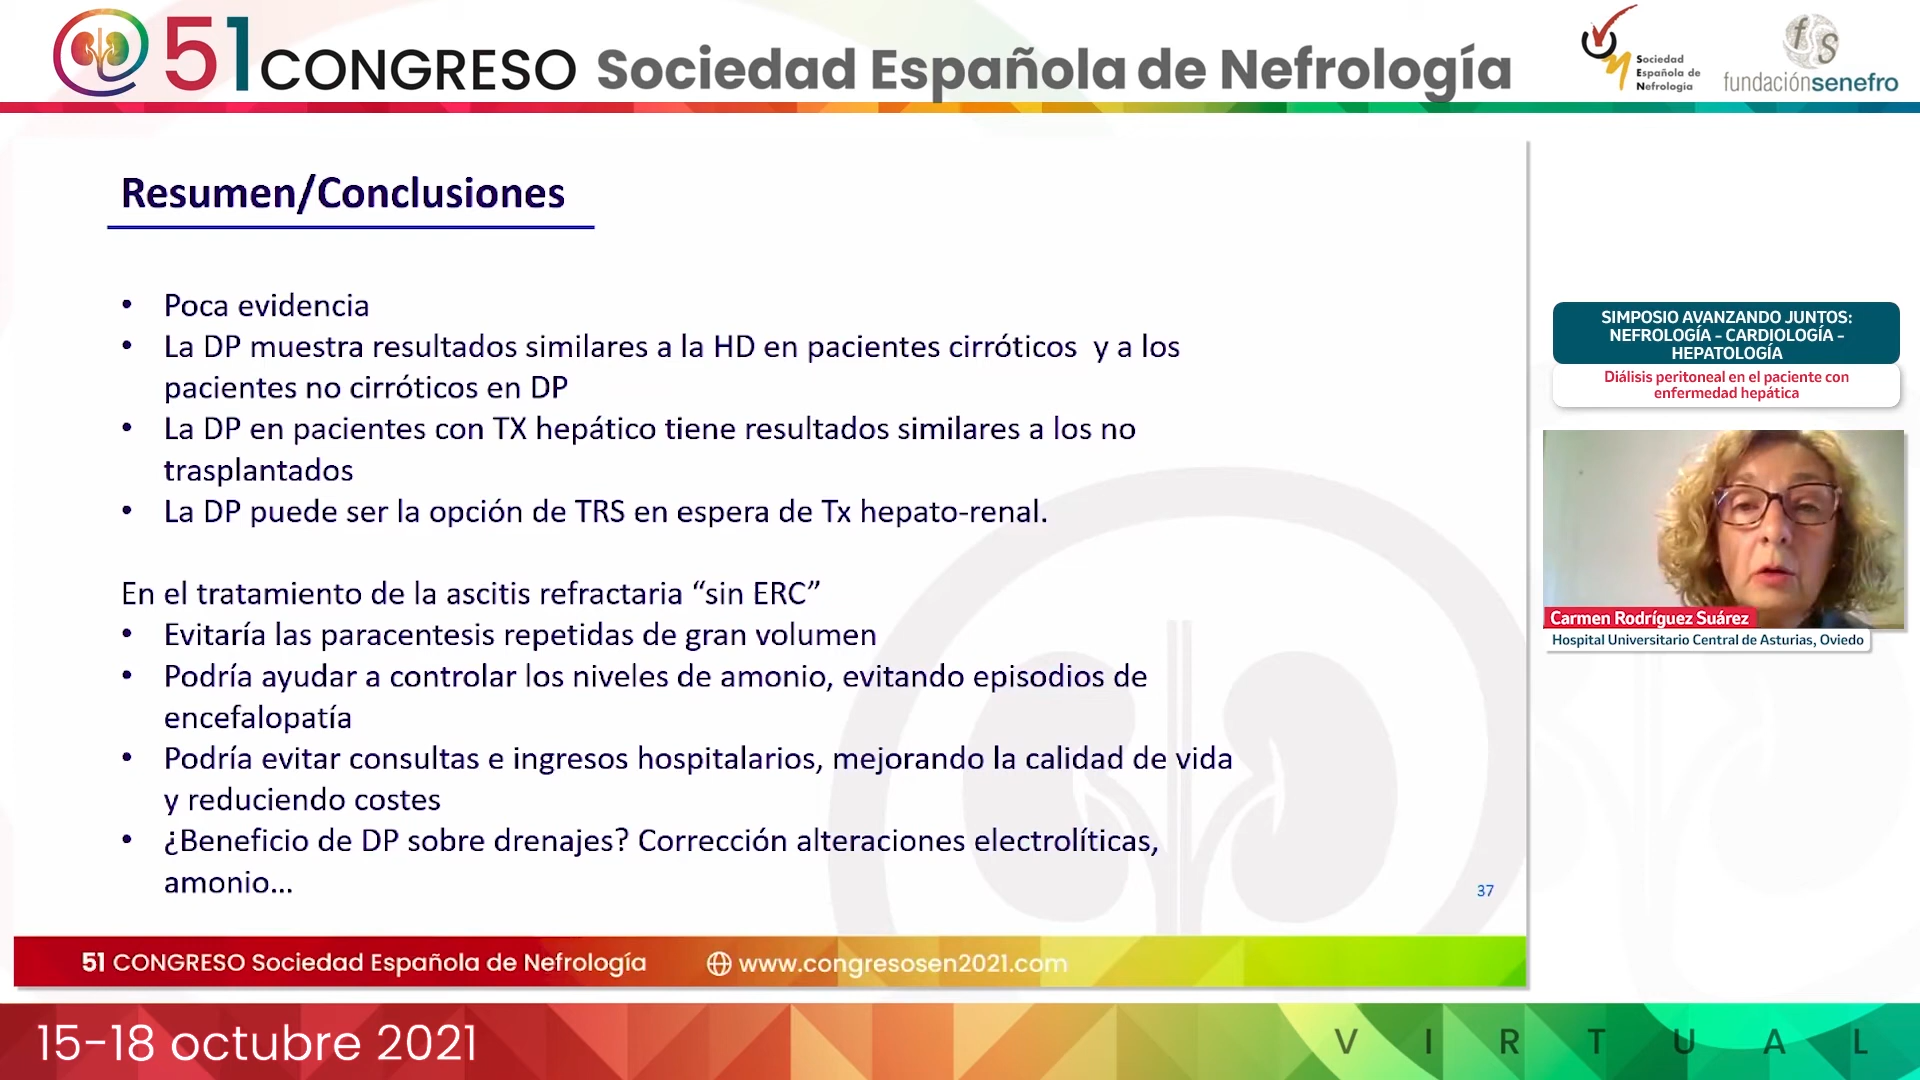 51 CONGRESO Sociedad Española de Nefrología
Sociedad
Española de
Nefrología
fs
fundaciónsenefro
Resumen/Conclusiones
• Poca evidencia
• La DP muestra resultados similares a la HD en pacientes cirróticos y a los
pacientes no cirróticos en DP
• La DP en pacientes con TX hepático tiene resultados similares a los no
trasplantados
• La DP puede ser la opción de TRS en espera de Tx hepato-renal.
En el tratamiento de la ascitis refractaria “sin ERC”
• Evitaría las paracentesis repetidas de gran volumen
• Podría ayudar a controlar los niveles de amonio, evitando episodios de
encefalopatía
• Podría evitar consultas e ingresos hospitalarios, mejorando la calidad de vida
y reduciendo costes
• ¿Beneficio de DP sobre drenajes? Corrección alteraciones electrolíticas,
amonio...
37
51 CONGRESO Sociedad Española de Nefrología
www.congresosen2021.com
SIMPOSIO AVANZANDO JUNTOS:
NEFROLOGÍA - CARDIOLOGÍA -
HEPATOLOGÍA
Diálisis peritoneal en el paciente con
enfermedad hepática
Carmen Rodríguez Suárez
Hospital Universitario Central de Asturias, Oviedo
15-18 octubre 2021
VIRTUAL